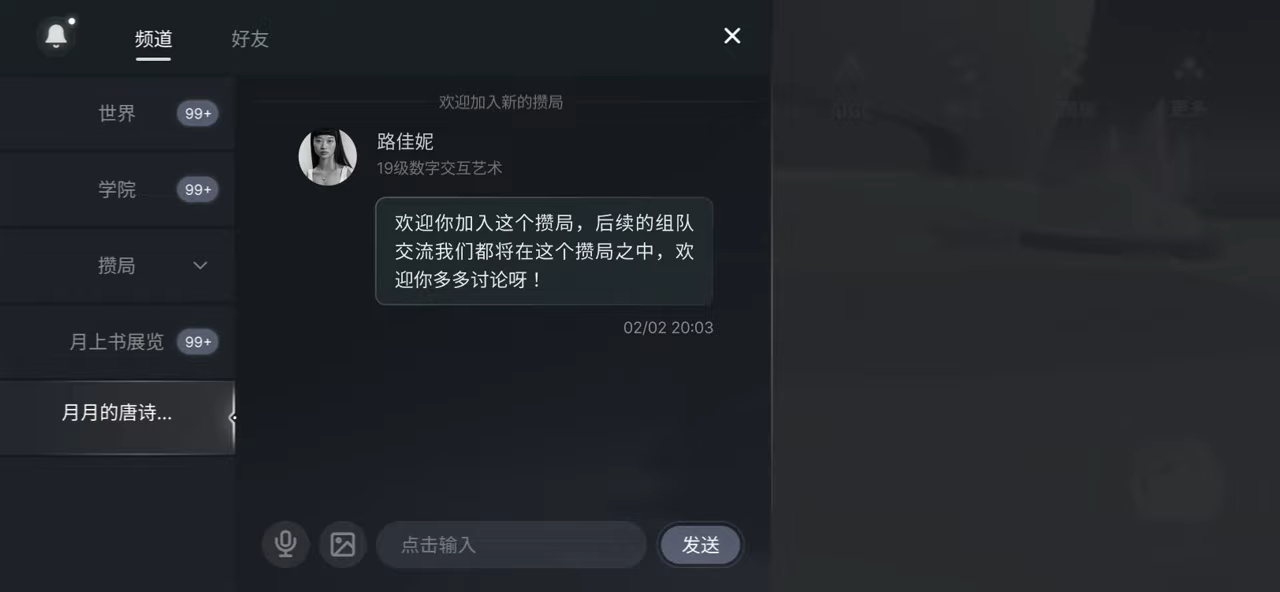 频道
好友
世界
99+
学院
99+
攒局
月上书展览
99+
月月的唐诗...
欢迎加入新的攒局
路佳妮
19级数字交互艺术
欢迎你加入这个攒局，后续的组队
交流我们都将在这个攒局之中，欢
迎你多多讨论呀！
02/02 20:03
点击输入
发送
更多